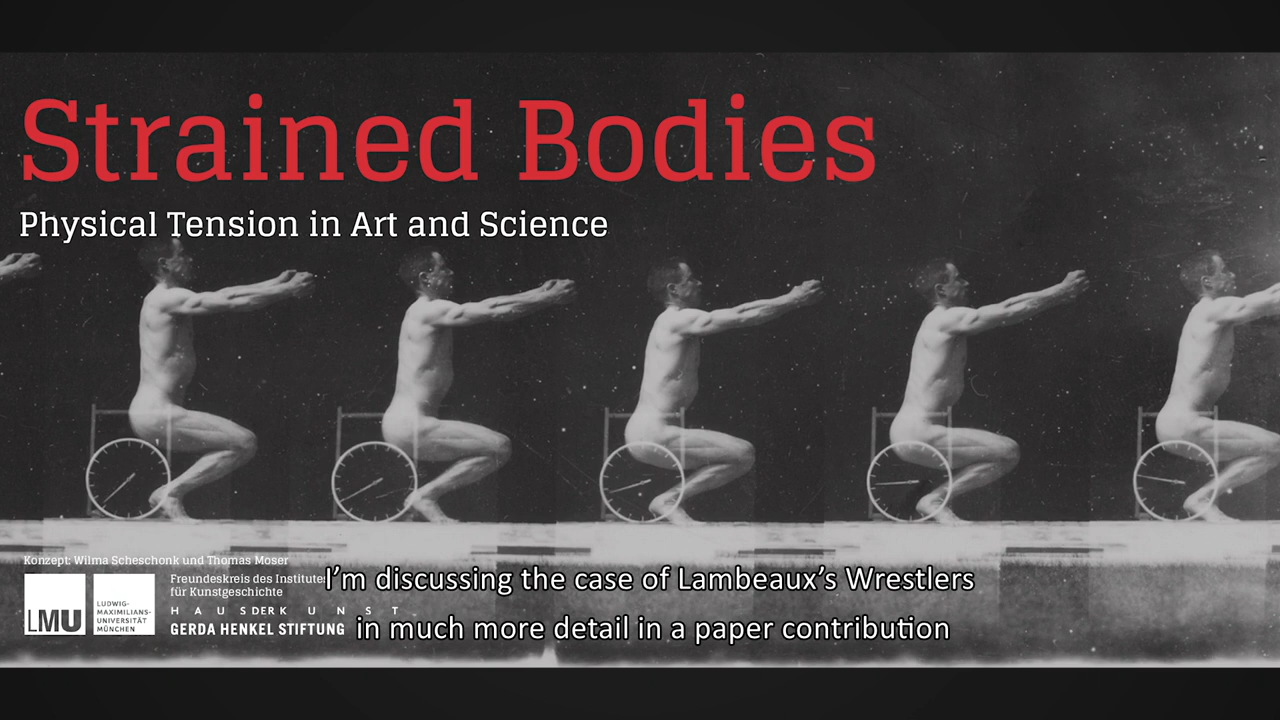 Strained Bodies
Physical Tension in Art and Science
Konzept: Wilma Scheschonk und Thomas Moser
LMU
LUDWIG-
MAXIMILIANS-
UNIVERSITÄT
MÜNCHEN
Freundeskreis des Institutes
für Kunstgeschichte
HAUS DER KUNST
GERDA HENKEL STIFTUNG
I'm discussing the case of Lambeaux's Wrestlers
in much more detail in a paper contribution